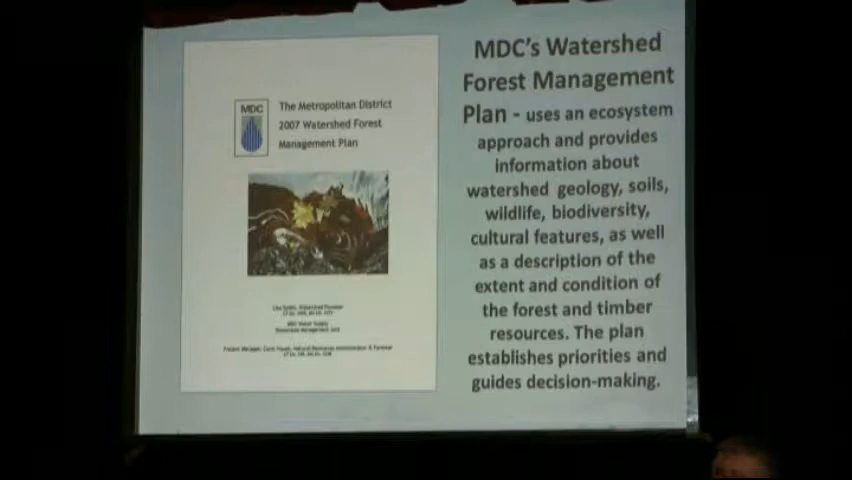 MDC
The Metropolitan District
2007 Watershed Forest
Management Plan
MDC's Watershed
Forest Management
Plan - uses an ecosystem
approach and provides
information about
watershed geology, soils,
wildlife, biodiversity,
cultural features, as well
as a description of the
extent and condition of
the forest and timber
resources. The plan
establishes priorities and
guides decision-making.